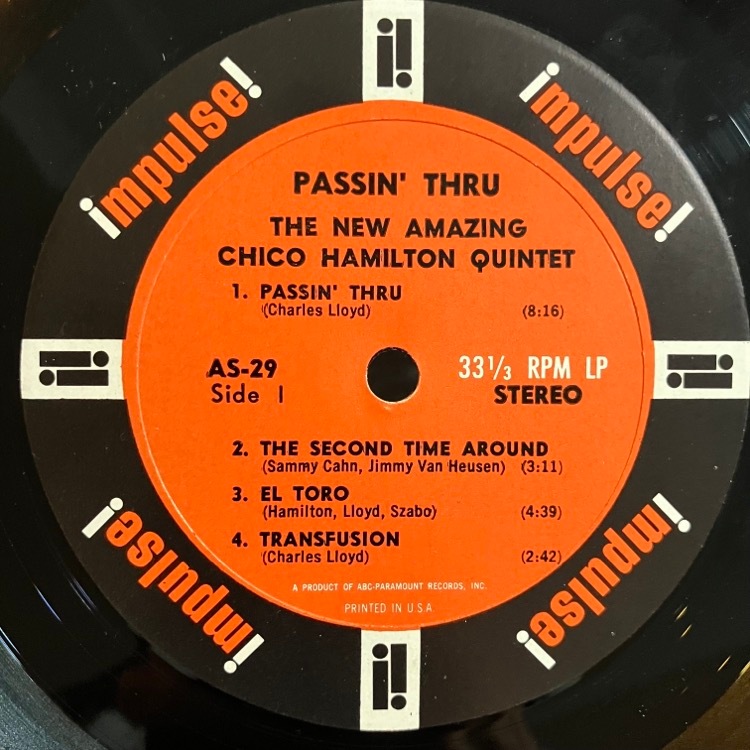 impulse!
impulse!
PASSIN' THRU
THE NEW AMAZING
CHICO HAMILTON QUINTET
1. PASSIN' THRU
(Charles Lloyd) (8:16)
AS-29 33 1/3 RPM LP
Side I STEREO
2. THE SECOND TIME AROUND
(Sammy Cahn, Jimmy Van Heusen) (3:11)
3. EL TORO
(Hamilton, Lloyd, Szabo) (4:39)
4. TRANSFUSION
(Charles Lloyd) (2:42)
A PRODUCT OF ABC-PARAMOUNT RECORDS, INC.
PRINTED IN U.S.A
impulse!
impulse!